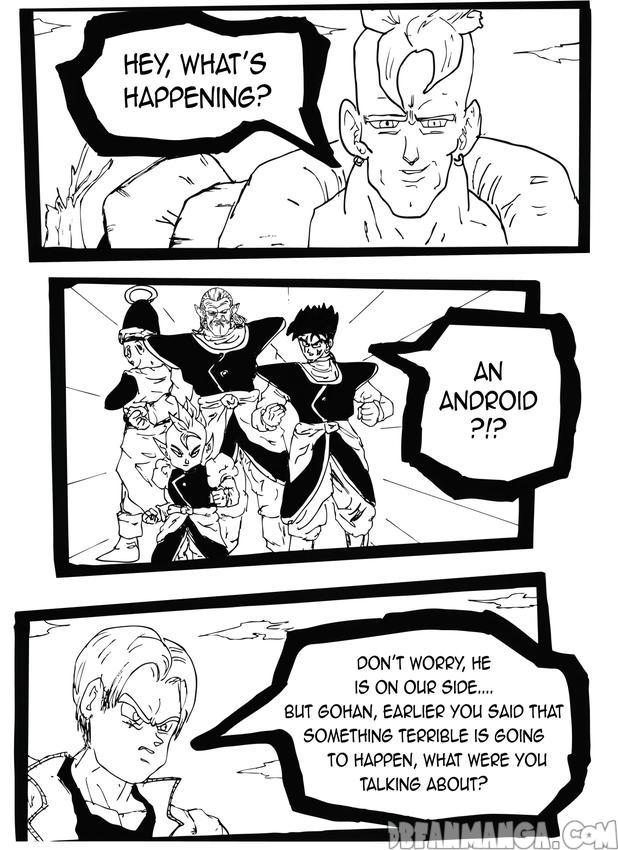 HEY, WHAT'S
HAPPENING?
AN
ANDROID
?!?
DON'T WORRY, HE
IS ON OUR SIDE....
BUT GOHAN, EARLIER YOU SAID THAT
SOMETHING TERRIBLE IS GOING
TO HAPPEN, WHAT WERE YOU
TALKING ABOUT?
DBFANMANGA.COM